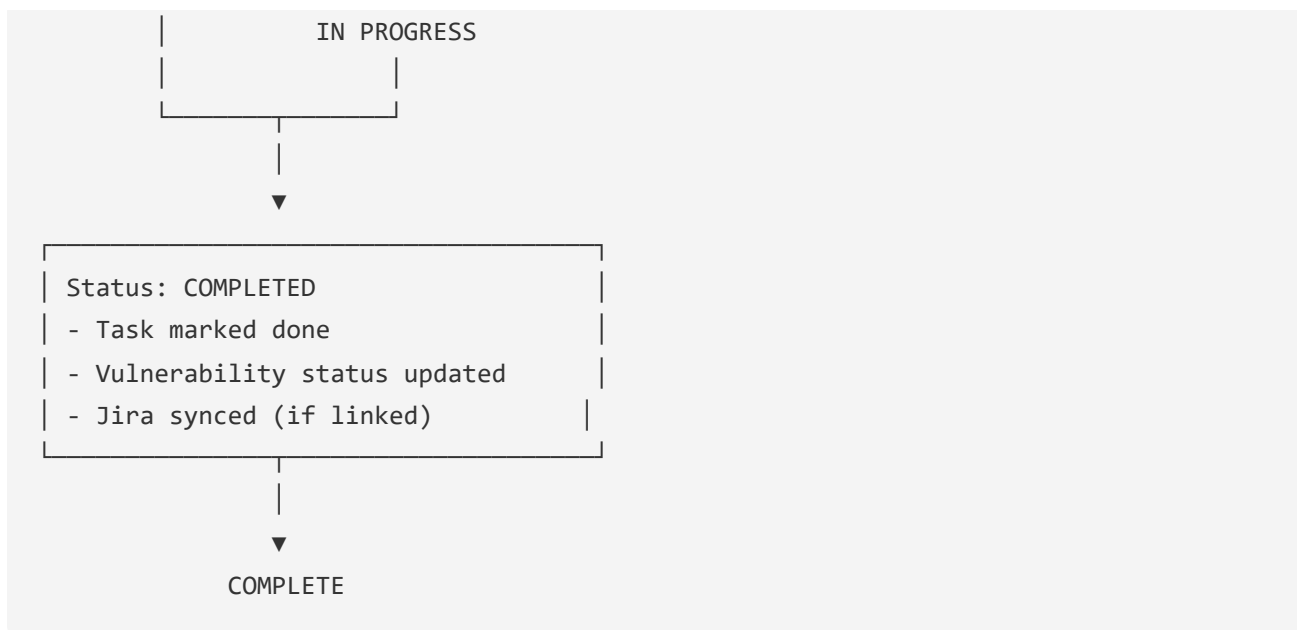 IN PROGRESS
Status: COMPLETED
- Task marked done
- Vulnerability status updated
- Jira synced (if linked)
COMPLETE